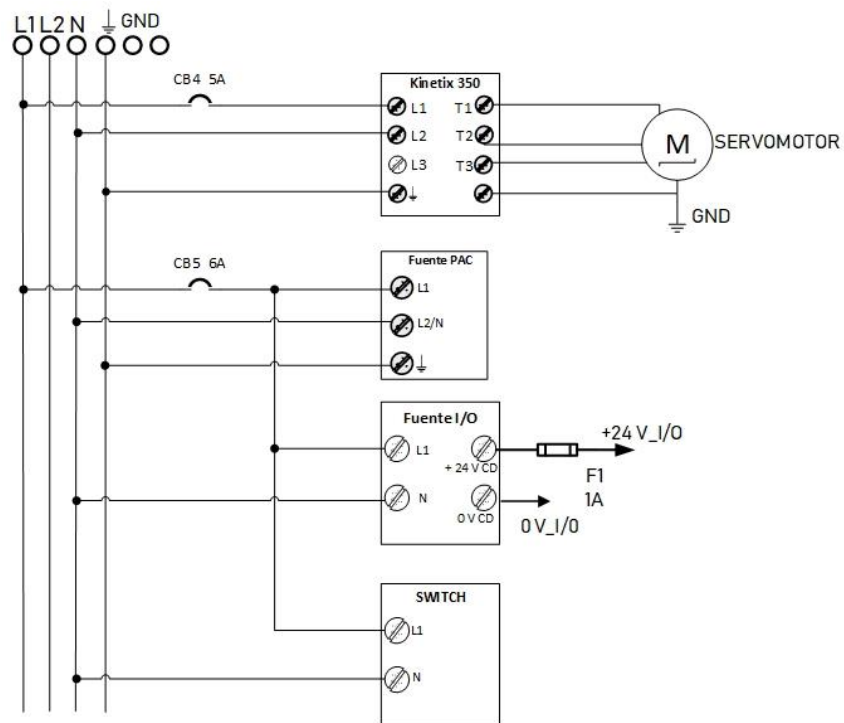 L1 L2 N ⏚ GND
CB4 5A
Kinetix 350
L1 T1
L2 T2
L3 T3
⏚
M
SERVOMOTOR
GND
CB5 6A
Fuente PAC
L1
L2/N
⏚
Fuente I/O
L1
+ 24 V CD
N
0 V CD
+24 V_I/O
F1
1A
0 V_I/0
SWITCH
L1
N